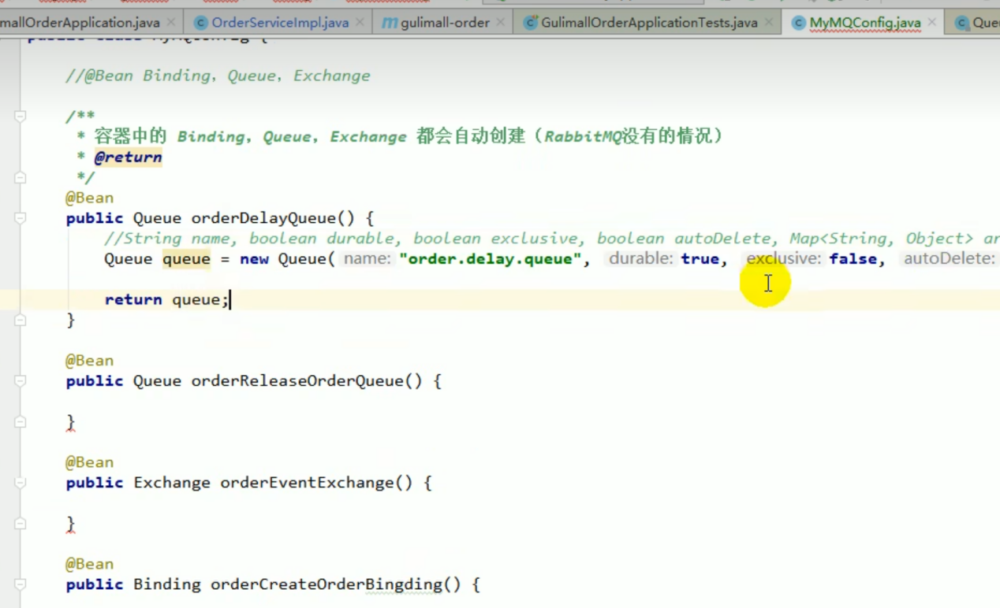 mallOrderApplication.java × OrderServiceImpl.java × m gulimall-order × GulimallOrderApplicationTests.java × MyMQConfig.java × Que
public class MyMQConfig {
//@Bean Binding, Queue, Exchange
/**
* 容器中的 Binding, Queue, Exchange 都会自动创建（RabbitMQ没有的情况）
* @return
*/
@Bean
public Queue orderDelayQueue() {
//String name, boolean durable, boolean exclusive, boolean autoDelete, Map<String, Object> ar
Queue queue = new Queue( name: "order.delay.queue", durable: true, exclusive: false, autoDelete:
return queue;
}
@Bean
public Queue orderReleaseOrderQueue() {
}
@Bean
public Exchange orderEventExchange() {
}
@Bean
public Binding orderCreateOrderBingding() {